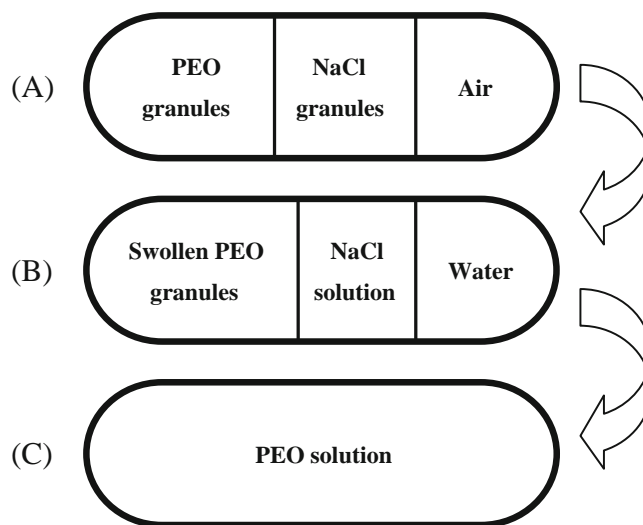 (A)
PEO
granules
NaCl
granules
Air
(B)
Swollen PEO
granules
NaCl
solution
Water
(C)
PEO solution